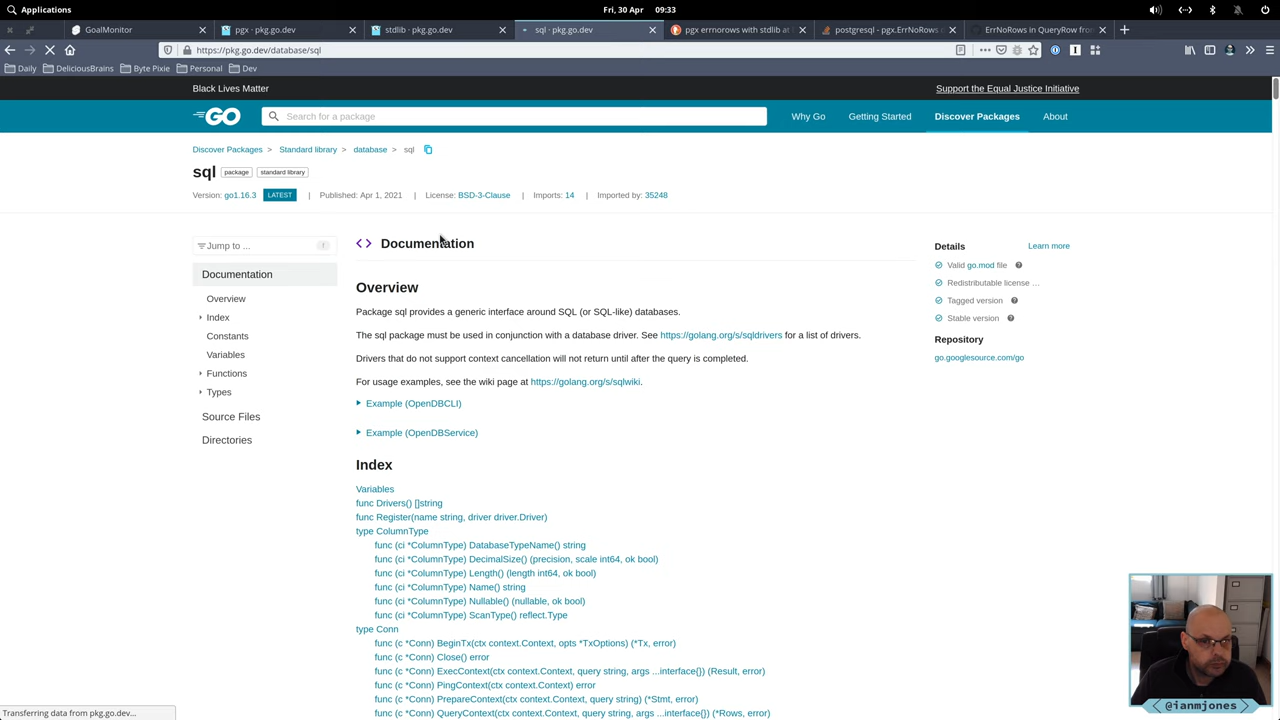 Applications
Fri, 30 Apr 09:33
GoalMonitor
pgx · pkg.go.dev
stdlib · pkg.go.dev
sql · pkg.go.dev
pgx errnorows with stdlib at
postgresql - pgx.ErrNoRows
ErrNoRows in QueryRow from
https://pkg.go.dev/database/sql
Daily
DeliciousBrains
Byte Pixie
Personal
Dev
Black Lives Matter
Support the Equal Justice Initiative
GO
Search for a package
Why Go
Getting Started
Discover Packages
About
Discover Packages > Standard library > database > sql
sql package standard library
Version: go1.16.3 LATEST | Published: Apr 1, 2021 | License: BSD-3-Clause | Imports: 14 | Imported by: 35248
Jump to ... f
Documentation
Overview
Index
Constants
Variables
Functions
Types
Source Files
Directories
Documentation
Overview
Package sql provides a generic interface around SQL (or SQL-like) databases.
The sql package must be used in conjunction with a database driver. See https://golang.org/s/sqldrivers for a list of drivers.
Drivers that do not support context cancellation will not return until after the query is completed.
For usage examples, see the wiki page at https://golang.org/s/sqlwiki.
Example (OpenDBCLI)
Example (OpenDBService)
Index
Variables
func Drivers() []string
func Register(name string, driver driver.Driver)
type ColumnType
func (ci *ColumnType) DatabaseTypeName() string
func (ci *ColumnType) DecimalSize() (precision, scale int64, ok bool)
func (ci *ColumnType) Length() (length int64, ok bool)
func (ci *ColumnType) Name() string
func (ci *ColumnType) Nullable() (nullable, ok bool)
func (ci *ColumnType) ScanType() reflect.Type
type Conn
func (c *Conn) BeginTx(ctx context.Context, opts *TxOptions) (*Tx, error)
func (c *Conn) Close() error
func (c *Conn) ExecContext(ctx context.Context, query string, args ...interface{}) (Result, error)
func (c *Conn) PingContext(ctx context.Context) error
func (c *Conn) PrepareContext(ctx context.Context, query string) (*Stmt, error)
func (c *Conn) QueryContext(ctx context.Context, query string, args ...interface{}) (*Rows, error)
Details
Learn more
Valid go.mod file
Redistributable license …
Tagged version
Stable version
Repository
go.googlesource.com/go
Transferring data from pkg.go.dev…
@ianmjones